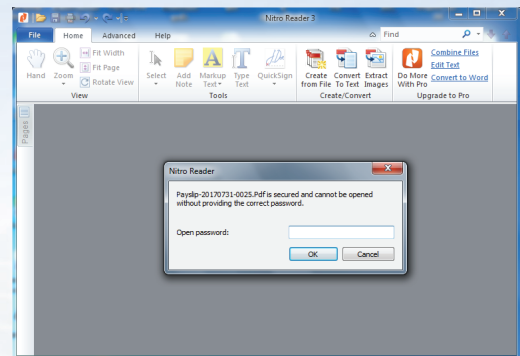 Nitro Reader 3
File Home Advanced Help Find
Hand Zoom Fit Width Fit Page Rotate View
View
Select Add Note Markup Text Type Text QuickSign
Tools
Create from File Convert To Text Extract Images
Create/Convert
Do More With Pro Combine Files Edit Text Convert to Word
Upgrade to Pro
Pages
Nitro Reader
Payslip-20170731-0025.Pdf is secured and cannot be opened
without providing the correct password.
Open password:
OK Cancel